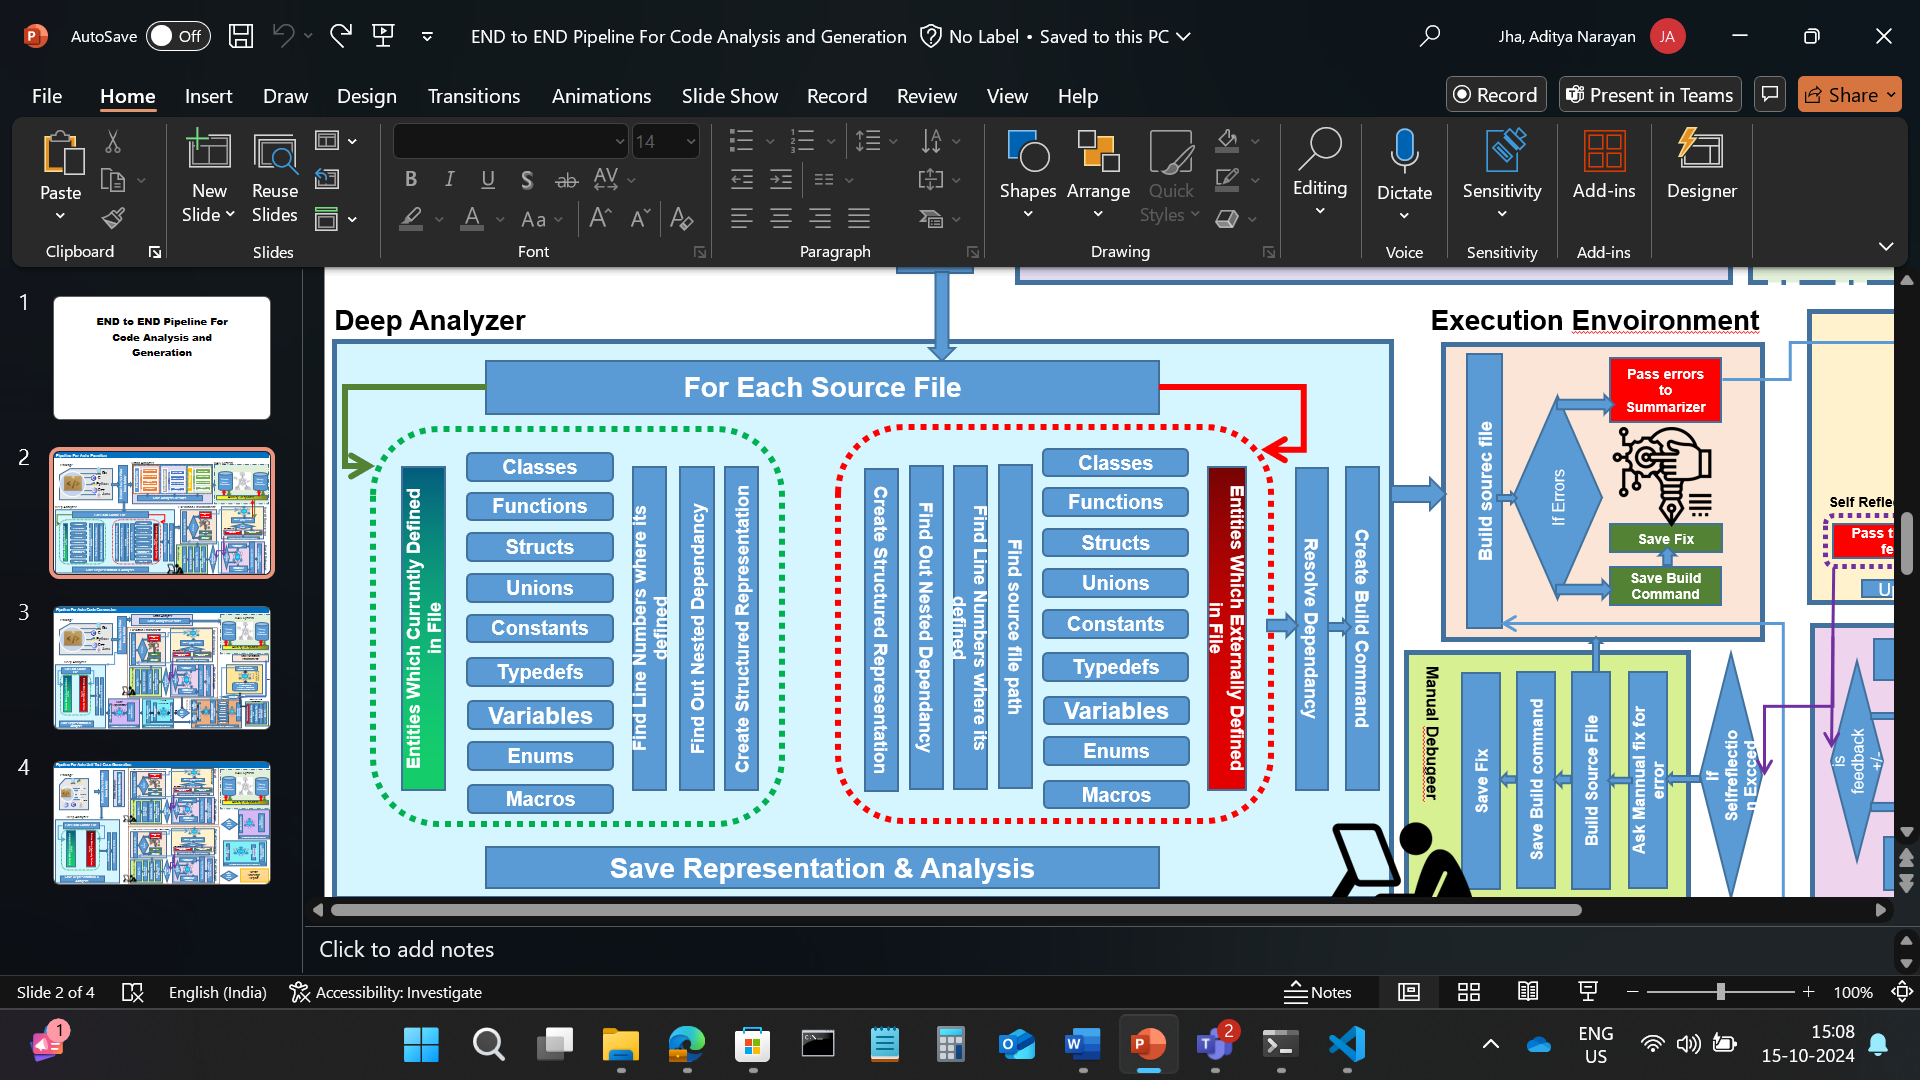 AutoSave
Off
END to END Pipeline For Code Analysis and Generation
No Label • Saved to this PC
Jha, Aditya Narayan
JA
File
Home
Insert
Draw
Design
Transitions
Animations
Slide Show
Record
Review
View
Help
Record
Present in Teams
Share
Paste
New
Slide
Reuse
Slides
14
Shapes
Arrange
Quick
Styles
Editing
Dictate
Sensitivity
Add-ins
Designer
Clipboard
Slides
Font
Paragraph
Drawing
Voice
Sensitivity
Add-ins
1
END to END Pipeline For
Code Analysis and
Generation
2
3
4
Deep Analyzer
For Each Source File
Entities Which Curruntly Defined
in File
Classes
Functions
Structs
Unions
Constants
Typedefs
Variables
Enums
Macros
Find Line Numbers where its
defined
Find Out Nested Dependancy
Create Structured Representation
Create Structured Representation
Find Out Nested Dependancy
Find Line Numbers where its
defined
Find source file path
Classes
Functions
Structs
Unions
Constants
Typedefs
Variables
Enums
Macros
Entities Which Externally Defined
in File
Resolve Dependancy
Create Build Command
Save Representation & Analysis
Execution Envoironment
Build sourec file
If Errors
Pass errors
to
Summarizer
Save Fix
Save Build
Command
Manual Debugger
Save Fix
Save Build command
Build Source File
Ask Manual fix for
error
If
Selfreflectio
n Excced
Self Refle
Pass t
fe
U
is
feedback
+/-
Click to add notes
Slide 2 of 4
English (India)
Accessibility: Investigate
Notes
100%
1
2
ENG
US
15:08
15-10-2024